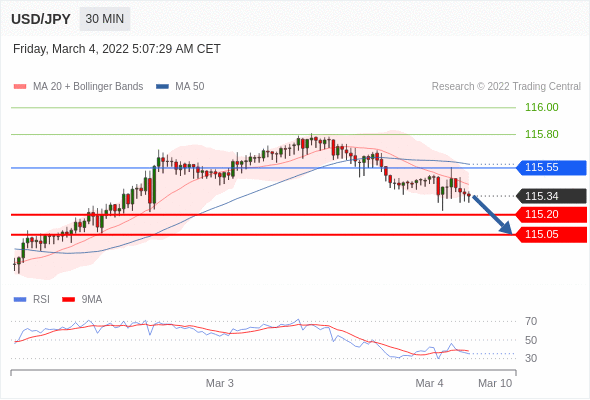 USD/JPY 30 MIN
Friday, March 4, 2022 5:07:29 AM CET
MA 20 + Bollinger Bands MA 50 Research © 2022 Trading Central
116.00
115.80
115.55
115.34
115.20
115.05
RSI 9MA
70
50
30
Mar 3 Mar 4 Mar 10